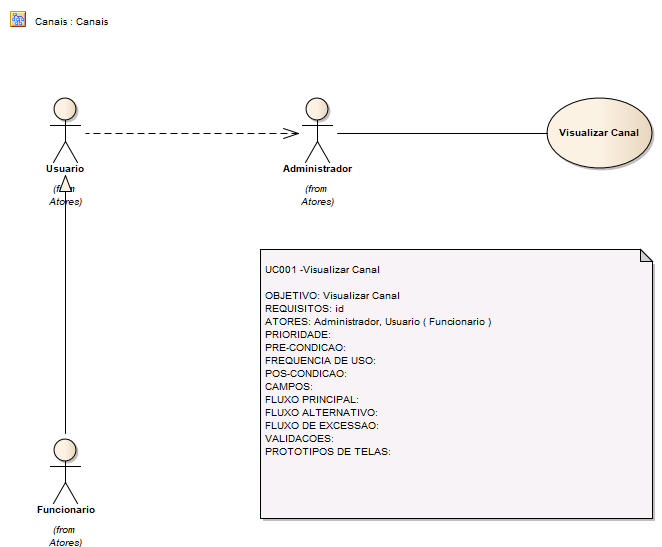 Canais : Canais
Usuario
(from
Atores)
Administrador
(from
Atores)
Visualizar Canal
UC001 -Visualizar Canal
OBJETIVO: Visualizar Canal
REQUISITOS: id
ATORES: Administrador, Usuario ( Funcionario )
PRIORIDADE:
PRE-CONDICAO:
FREQUENCIA DE USO:
POS-CONDICAO:
CAMPOS:
FLUXO PRINCIPAL:
FLUXO ALTERNATIVO:
FLUXO DE EXCESSAO:
VALIDACOES:
PROTOTIPOS DE TELAS:
Funcionario
(from
Atores)